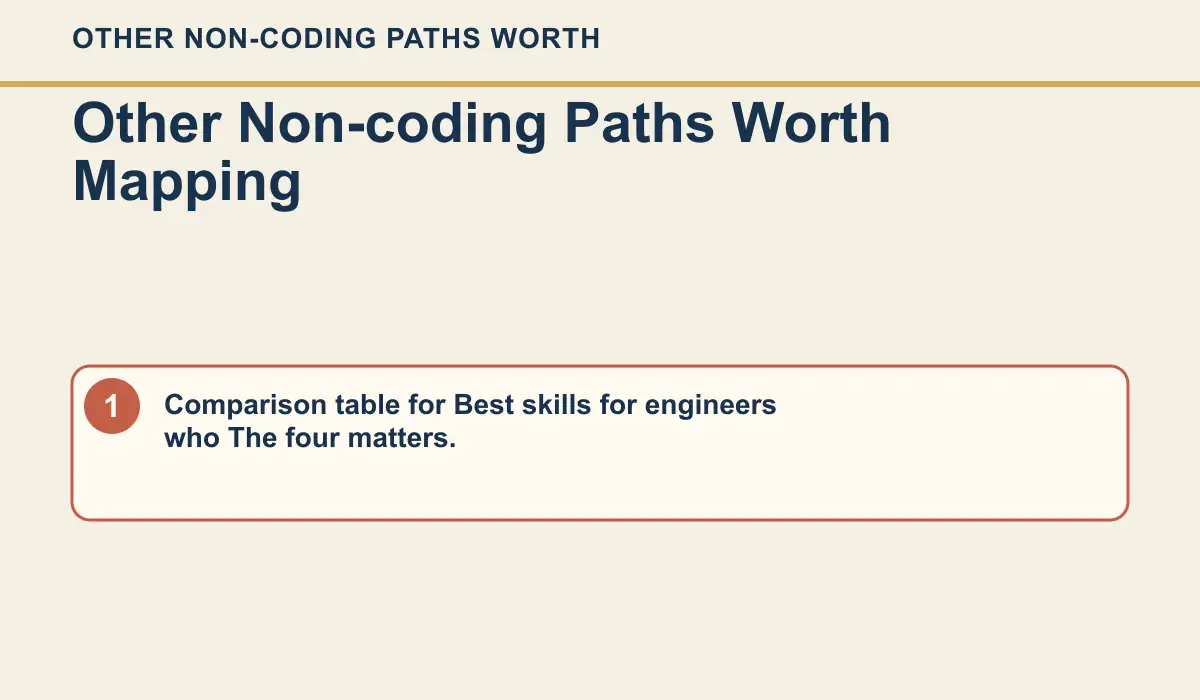 OTHER NON-CODING PATHS WORTH
Other Non-coding Paths Worth
Mapping
1
Comparison table for Best skills for engineers
who The four matters.